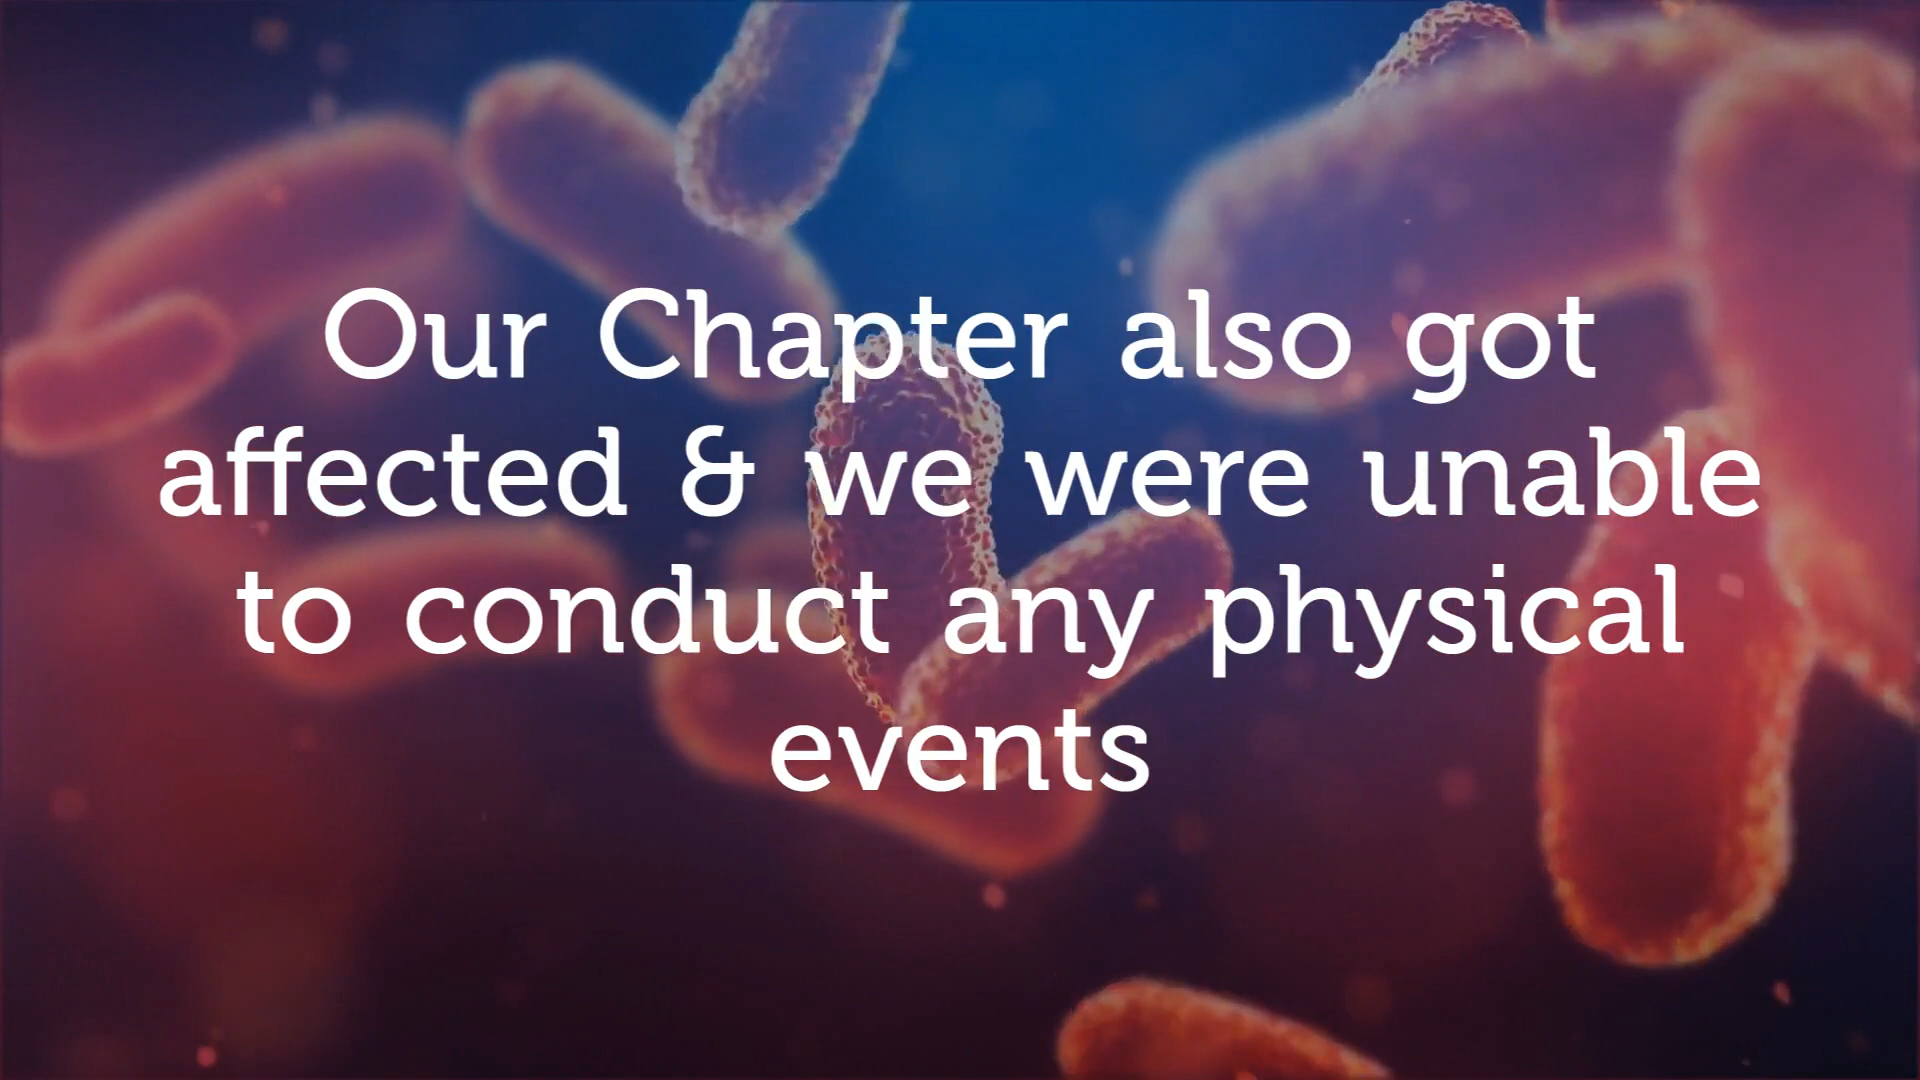 Our Chapter also got
affected & we were unable
to conduct any physical
events